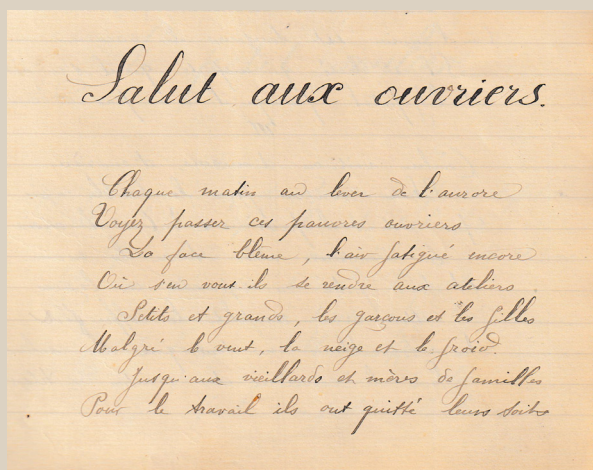 Salut aux ouvriers.
Chaque matin au lever de l'aurore
Voyez passer ces pauvres ouvriers
La face blême, l'air fatigué encore
Où s'en vont-ils se rendre aux ateliers.
Petits et grands, les garçons et les filles
Malgré le vent, la neige et le froid.
Jusqu'aux vieillards et mères de familles
Pour le travail ils ont quitté leurs toits